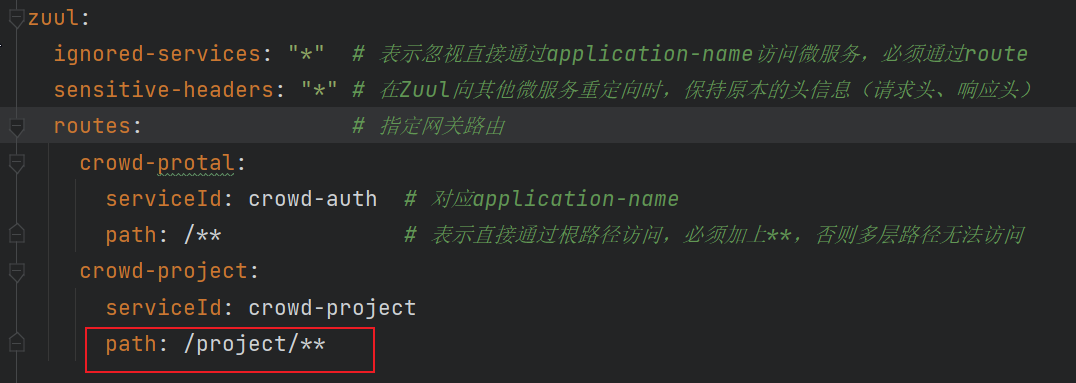 zuul:
ignored-services: "*" # 表示忽视直接通过application-name访问微服务，必须通过route
sensitive-headers: "*" # 在Zuul向其他微服务重定向时，保持原本的头信息（请求头、响应头）
routes: # 指定网关路由
crowd-protal:
serviceId: crowd-auth # 对应application-name
path: /** # 表示直接通过根路径访问，必须加上**，否则多层路径无法访问
crowd-project:
serviceId: crowd-project
path: /project/**